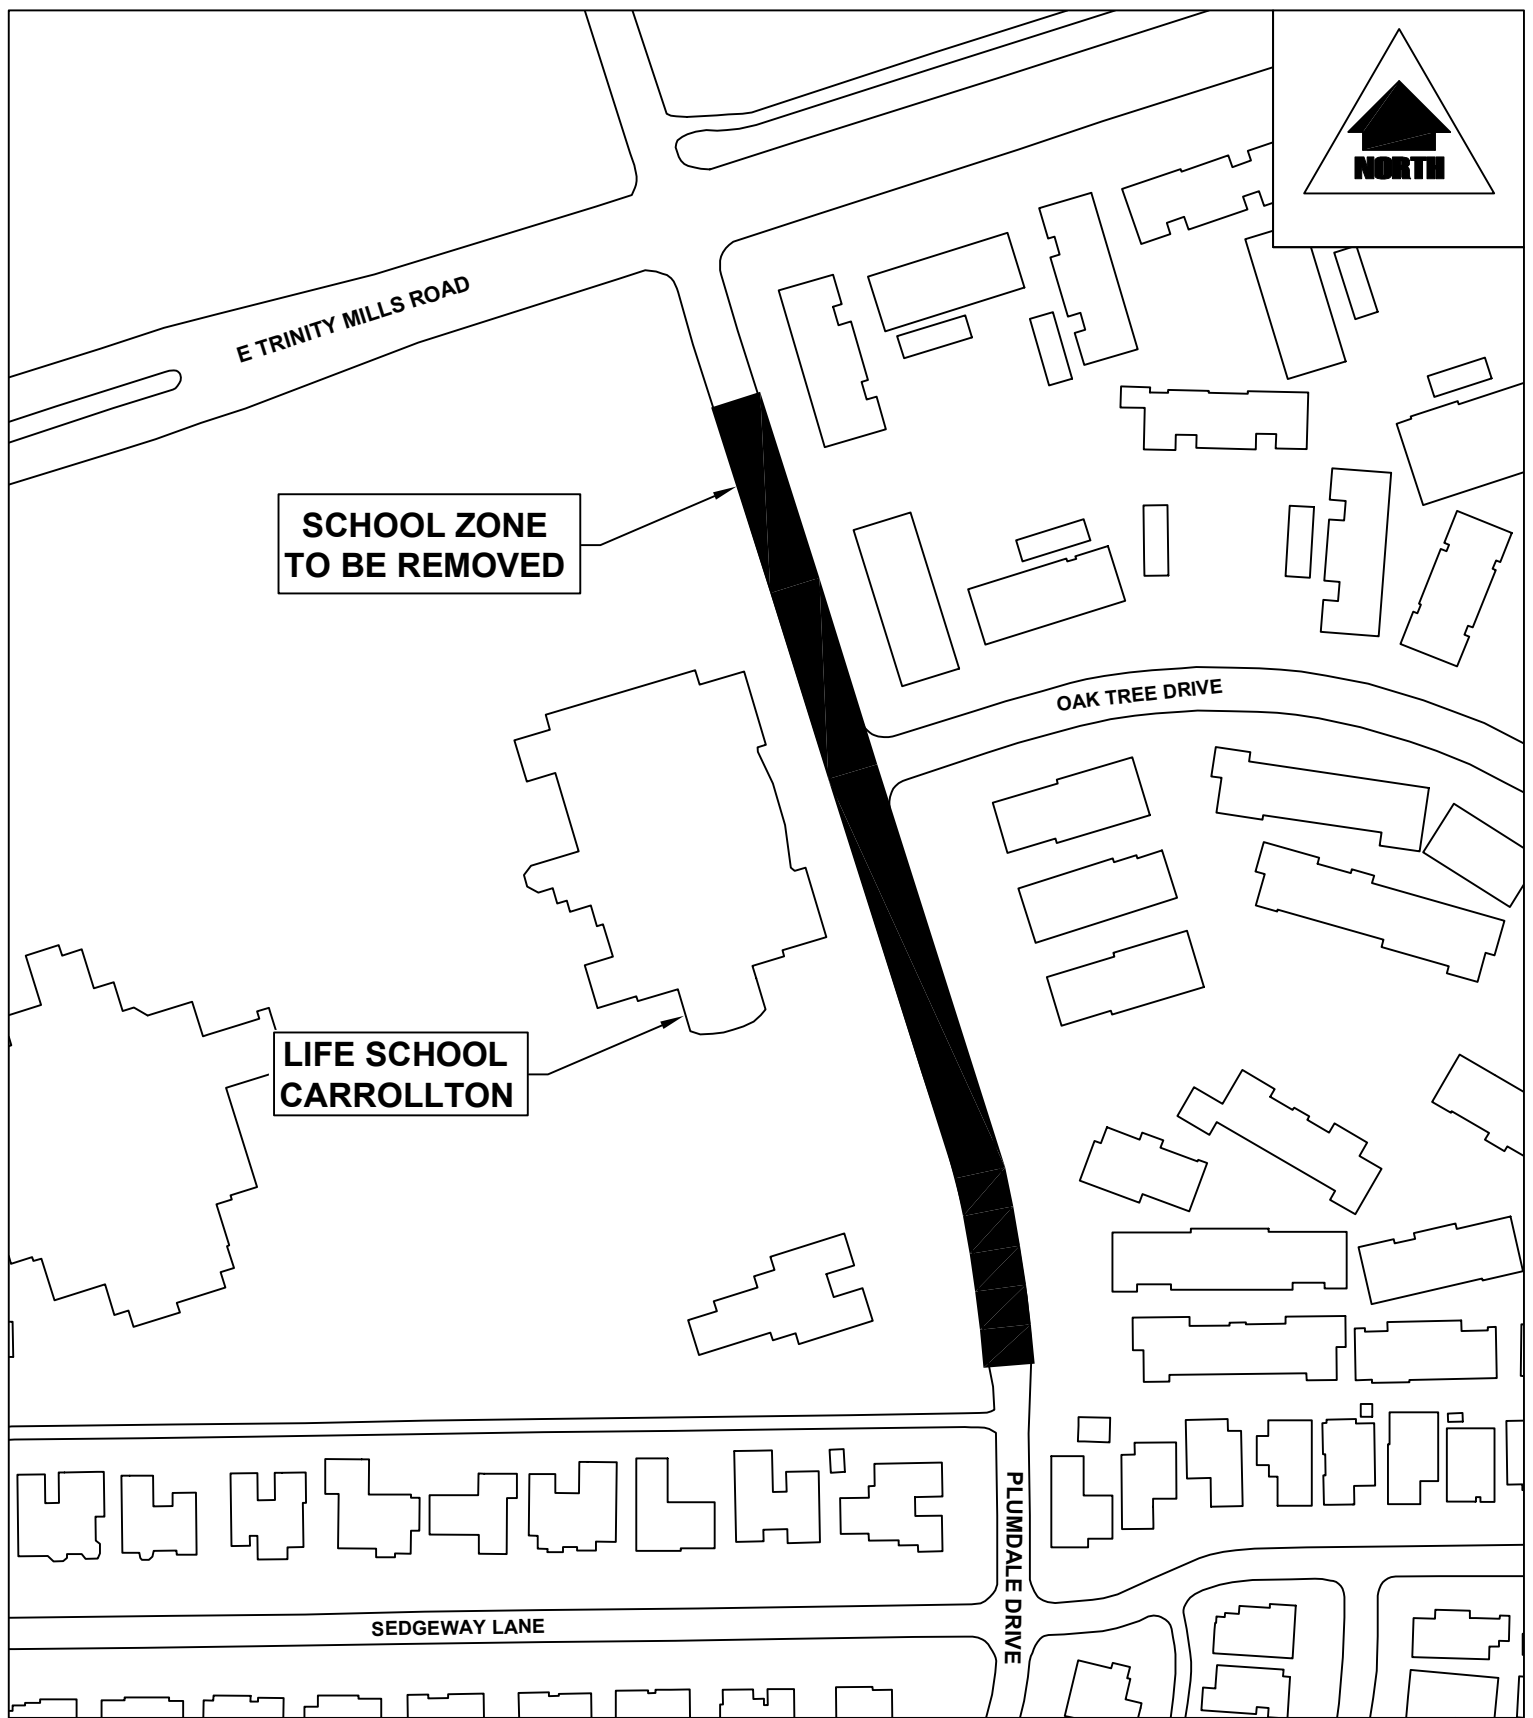 NORTH
E TRINITY MILLS ROAD
SCHOOL ZONE
TO BE REMOVED
OAK TREE DRIVE
LIFE SCHOOL
CARROLLTON
PLUMDALE DRIVE
SEDGEWAY LANE